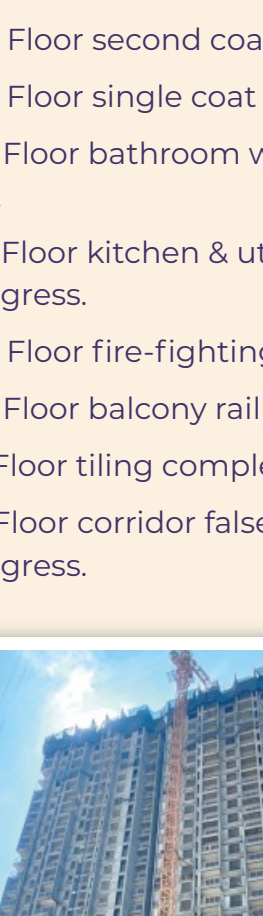 Floor second coa
Floor single coat
Floor bathroom w
.
Floor kitchen & ut
gress.
Floor fire-fighting
Floor balcony rail
Floor tiling comple
Floor corridor false
gress.